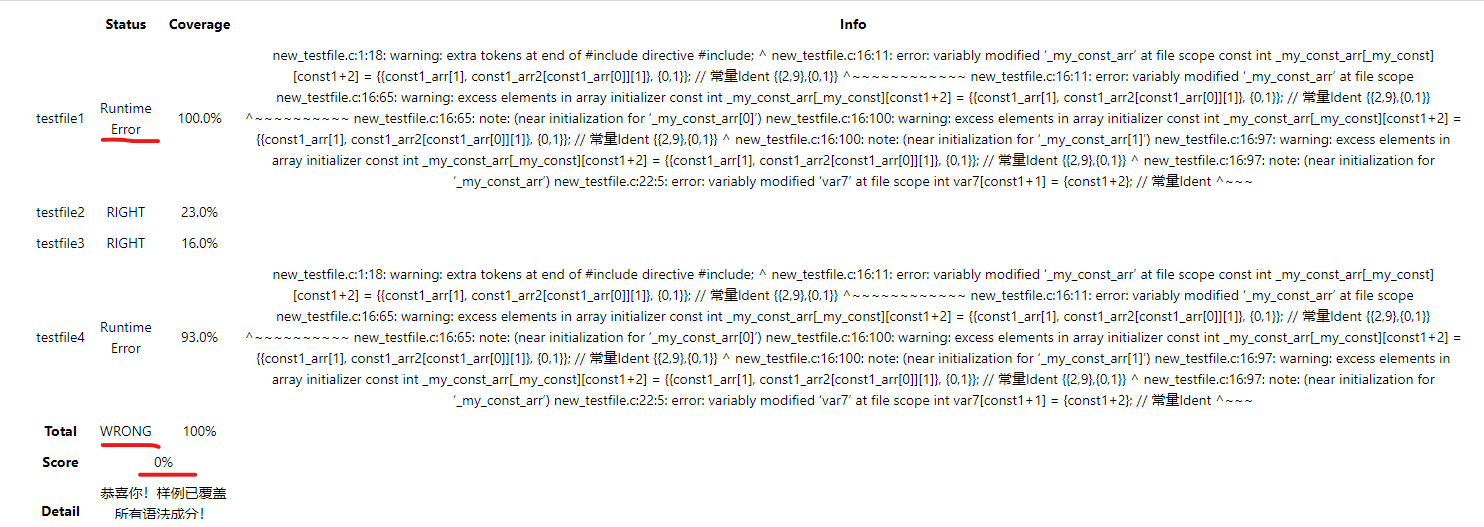 Status Coverage Info
new_testfile.c:1:18: warning: extra tokens at end of #include directive #include; ^ new_testfile.c:16:11: error: variably modified ‘_my_const_arr’ at file scope const int _my_const_arr[_my_const]
[const1+2] = {{const1_arr[1], const1_arr2[const1_arr[0]][1]}, {0,1}}; // 常量Ident {{2,9},{0,1}} ^~~~~~~~~~~~~ new_testfile.c:16:11: error: variably modified ‘_my_const_arr’ at file scope
new_testfile.c:16:65: warning: excess elements in array initializer const int _my_const_arr[_my_const][const1+2] = {{const1_arr[1], const1_arr2[const1_arr[0]][1]}, {0,1}}; // 常量Ident {{2,9},{0,1}}
testfile1 Runtime Error 100.0% ^~~~~~~~~~~ new_testfile.c:16:65: note: (near initialization for ‘_my_const_arr[0]’) new_testfile.c:16:100: warning: excess elements in array initializer const int _my_const_arr[_my_const][const1+2] =
{{const1_arr[1], const1_arr2[const1_arr[0]][1]}, {0,1}}; // 常量Ident {{2,9},{0,1}} ^ new_testfile.c:16:100: note: (near initialization for ‘_my_const_arr[1]’) new_testfile.c:16:97: warning: excess elements in
array initializer const int _my_const_arr[_my_const][const1+2] = {{const1_arr[1], const1_arr2[const1_arr[0]][1]}, {0,1}}; // 常量Ident {{2,9},{0,1}} ^ new_testfile.c:16:97: note: (near initialization for
‘_my_const_arr’) new_testfile.c:22:5: error: variably modified ‘var7’ at file scope int var7[const1+1] = {const1+2}; // 常量Ident ^~~~
testfile2 RIGHT 23.0%
testfile3 RIGHT 16.0%
new_testfile.c:1:18: warning: extra tokens at end of #include directive #include; ^ new_testfile.c:16:11: error: variably modified ‘_my_const_arr’ at file scope const int _my_const_arr[_my_const]
[const1+2] = {{const1_arr[1], const1_arr2[const1_arr[0]][1]}, {0,1}}; // 常量Ident {{2,9},{0,1}} ^~~~~~~~~~~~~ new_testfile.c:16:11: error: variably modified ‘_my_const_arr’ at file scope
new_testfile.c:16:65: warning: excess elements in array initializer const int _my_const_arr[_my_const][const1+2] = {{const1_arr[1], const1_arr2[const1_arr[0]][1]}, {0,1}}; // 常量Ident {{2,9},{0,1}}
testfile4 Runtime Error 93.0% ^~~~~~~~~~~ new_testfile.c:16:65: note: (near initialization for ‘_my_const_arr[0]’) new_testfile.c:16:100: warning: excess elements in array initializer const int _my_const_arr[_my_const][const1+2] =
{{const1_arr[1], const1_arr2[const1_arr[0]][1]}, {0,1}}; // 常量Ident {{2,9},{0,1}} ^ new_testfile.c:16:100: note: (near initialization for ‘_my_const_arr[1]’) new_testfile.c:16:97: warning: excess elements in
array initializer const int _my_const_arr[_my_const][const1+2] = {{const1_arr[1], const1_arr2[const1_arr[0]][1]}, {0,1}}; // 常量Ident {{2,9},{0,1}} ^ new_testfile.c:16:97: note: (near initialization for
‘_my_const_arr’) new_testfile.c:22:5: error: variably modified ‘var7’ at file scope int var7[const1+1] = {const1+2}; // 常量Ident ^~~~
Total WRONG 100%
Score 0%
Detail 恭喜你！样例已覆盖
所有语法成分！